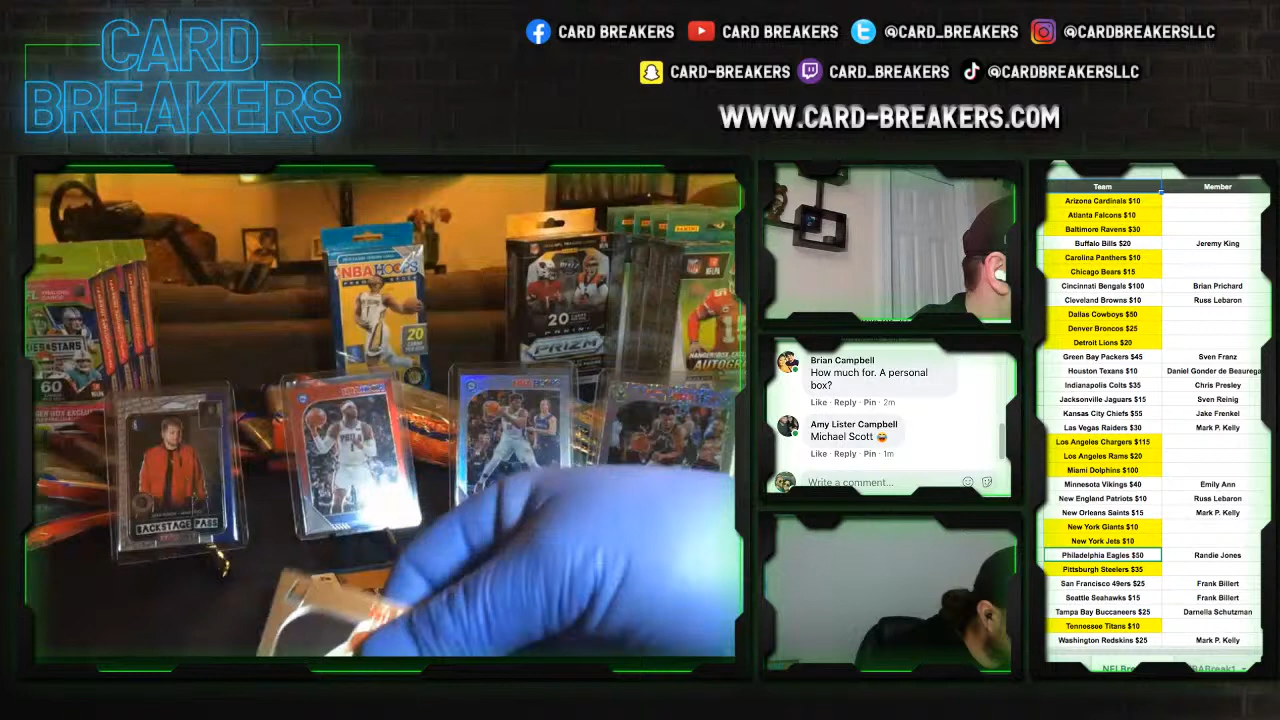 CARD
BREAKERS
CARD BREAKERS
CARD BREAKERS
@CARD_BREAKERS
@CARDBREAKERSLLC
CARD-BREAKERS
CARD_BREAKERS
@CARDBREAKERSLLC
WWW.CARD-BREAKERS.COM
60
NBA HOOPS
20
20
PRIZM
NFL
AUTOGRA
PHILA
BACKSTAGE PASS
Brian Campbell
How much for. A personal
box?
Like · Reply · Pin · 2m
Amy Lister Campbell
Michael Scott
Like · Reply · Pin · 1m
Write a comment...
Team Member
Arizona Cardinals $10
Atlanta Falcons $10
Baltimore Ravens $30
Buffalo Bills $20 Jeremy King
Carolina Panthers $10
Chicago Bears $15
Cincinnati Bengals $100 Brian Prichard
Cleveland Browns $10 Russ Lebaron
Dallas Cowboys $50
Denver Broncos $25
Detroit Lions $20
Green Bay Packers $45 Sven Franz
Houston Texans $10 Daniel Gonder de Beaurega
Indianapolis Colts $35 Chris Presley
Jacksonville Jaguars $15 Sven Reinig
Kansas City Chiefs $55 Jake Frenkel
Las Vegas Raiders $30 Mark P. Kelly
Los Angeles Chargers $115
Los Angeles Rams $20
Miami Dolphins $100
Minnesota Vikings $40 Emily Ann
New England Patriots $10 Russ Lebaron
New Orleans Saints $15 Mark P. Kelly
New York Giants $10
New York Jets $10
Philadelphia Eagles $50 Randie Jones
Pittsburgh Steelers $35
San Francisco 49ers $25 Frank Billert
Seattle Seahawks $15 Frank Billert
Tampa Bay Buccaneers $25 Darnella Schutzman
Tennessee Titans $10
Washington Redskins $25 Mark P. Kelly